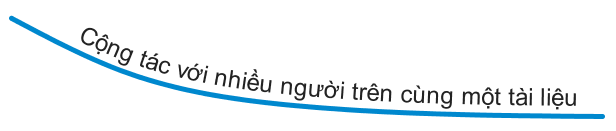 Cộng tác với nhiều người trên cùng một tài liệu